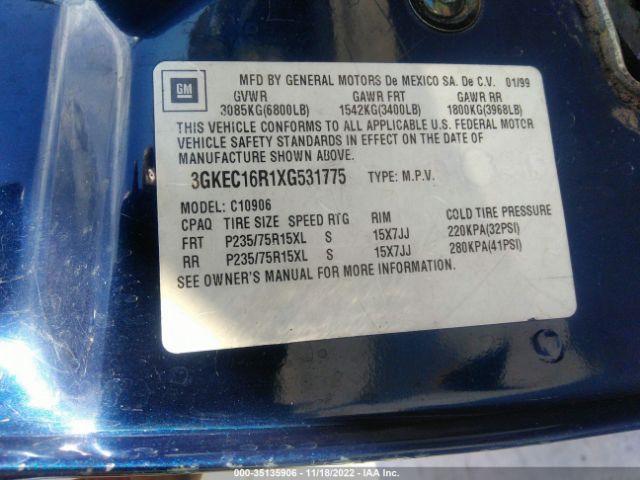 GM
MFD BY GENERAL MOTORS De MEXICO SA. De C.V. 01/99
GVWR GAWR FRT GAWR RR
3085KG(6800LB) 1542KG(3400LB) 1800KG(3968LB)
THIS VEHICLE CONFORMS TO ALL APPLICABLE U.S. FEDERAL MOTOR
VEHICLE SAFETY STANDARDS IN EFFECT ON THE DATE OF
MANUFACTURE SHOWN ABOVE.
3GKEC16R1XG531775 TYPE: M.P.V.
MODEL: C10906
CPAQ TIRE SIZE SPEED RTG RIM COLD TIRE PRESSURE
FRT P235/75R15XL S 15X7JJ 220KPA(32PSI)
RR P235/75R15XL S 15X7JJ 280KPA(41PSI)
SEE OWNER'S MANUAL FOR MORE INFORMATION.
000-35135906 - 11/18/2022 - IAA Inc.